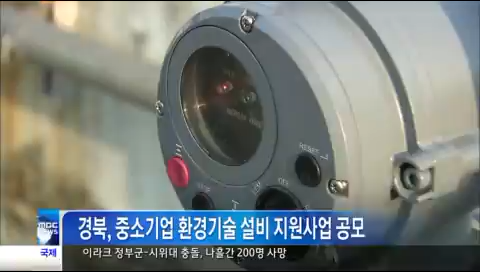 경북, 중소기업 환경기술 설비 지원사업 공모
MBC
NEWS
국제
이라크 정부군-시위대 충돌, 나흘간 200명 사망